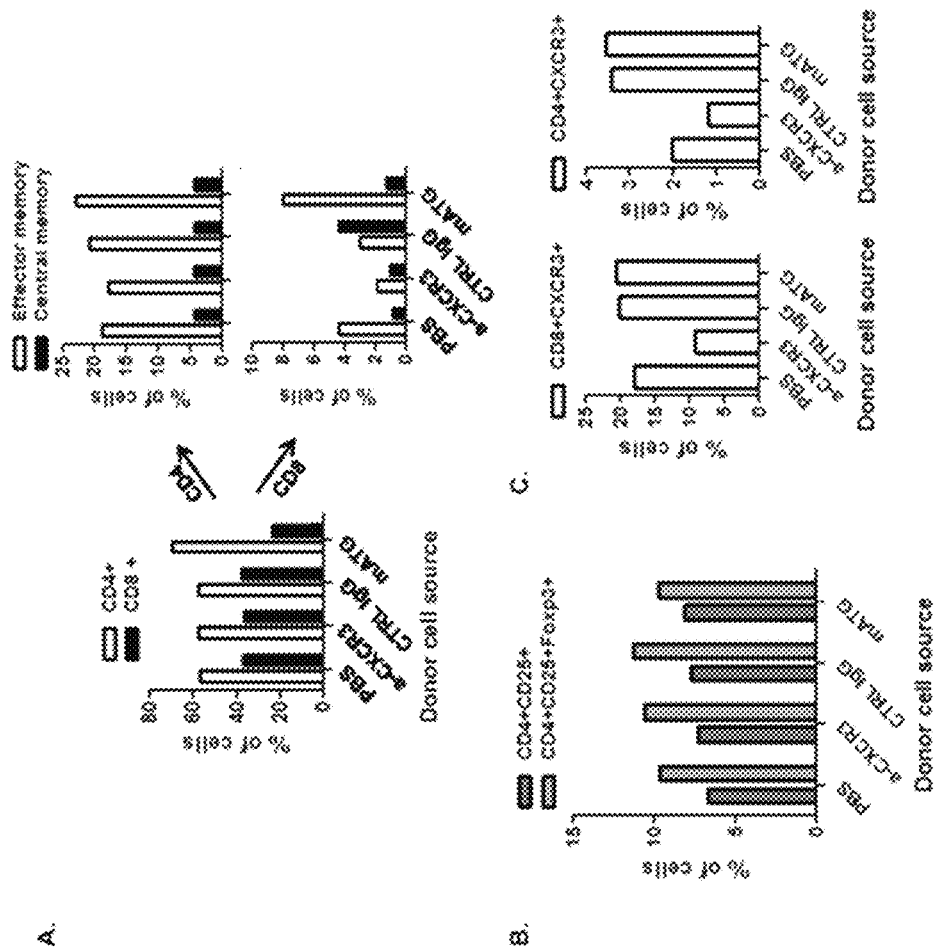 A.
CD4+
CD8 +
% of cells
80
60
40
20
0
PBS
a-CXCR3
CTRL IgG
mATG
Donor cell source
CD4
CD8
Effector memory
Central memory
% of cells
25
20
15
10
5
0
% of cells
10
8
6
4
2
0
PBS
a-CXCR3
CTRL IgG
mATG
B.
CD4+CD25+
CD4+CD25+Foxp3+
% of cells
15
10
5
0
PBS
a-CXCR3
CTRL IgG
mATG
Donor cell source
C.
CD8+CXCR3+
% of cells
25
20
15
10
5
0
PBS
a-CXCR3
CTRL IgG
mATG
Donor cell source
CD4+CXCR3+
% of cells
4
3
2
1
0
PBS
a-CXCR3
CTRL IgG
mATG
Donor cell source